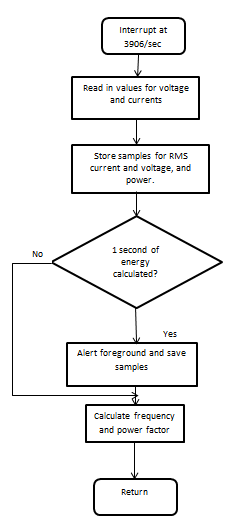 Interrupt at
3906/sec
Read in values for voltage
and currents
Store samples for RMS
current and voltage, and
power.
1 second of
energy
calculated?
No
Yes
Alert foreground and save
samples
Calculate frequency
and power factor
Return